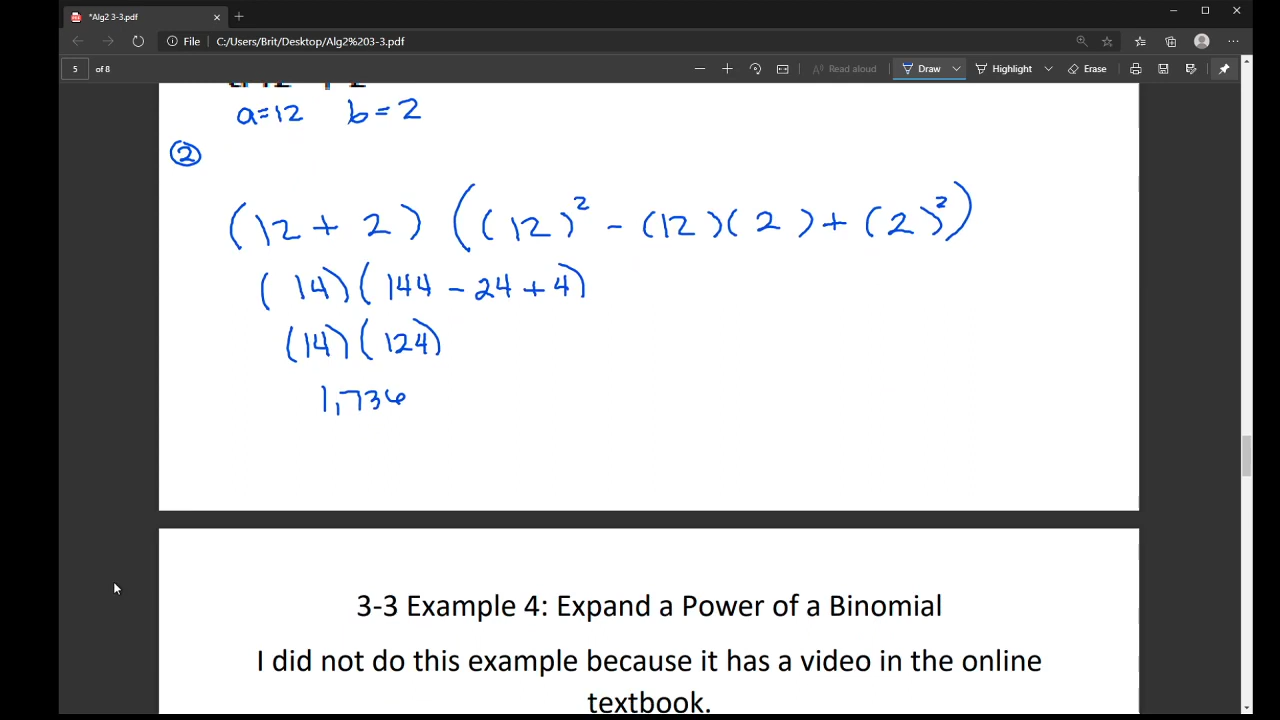 *Alg2 3-3.pdf
File C:/Users/Brit/Desktop/Alg2%203-3.pdf
5 of 8 Read aloud Draw Highlight Erase
a=12 b=2
②
(12+2)((12)²-(12)(2)+(2)²)
(14)(144-24+4)
(14)(124)
1,736
3-3 Example 4: Expand a Power of a Binomial
I did not do this example because it has a video in the online
textbook.